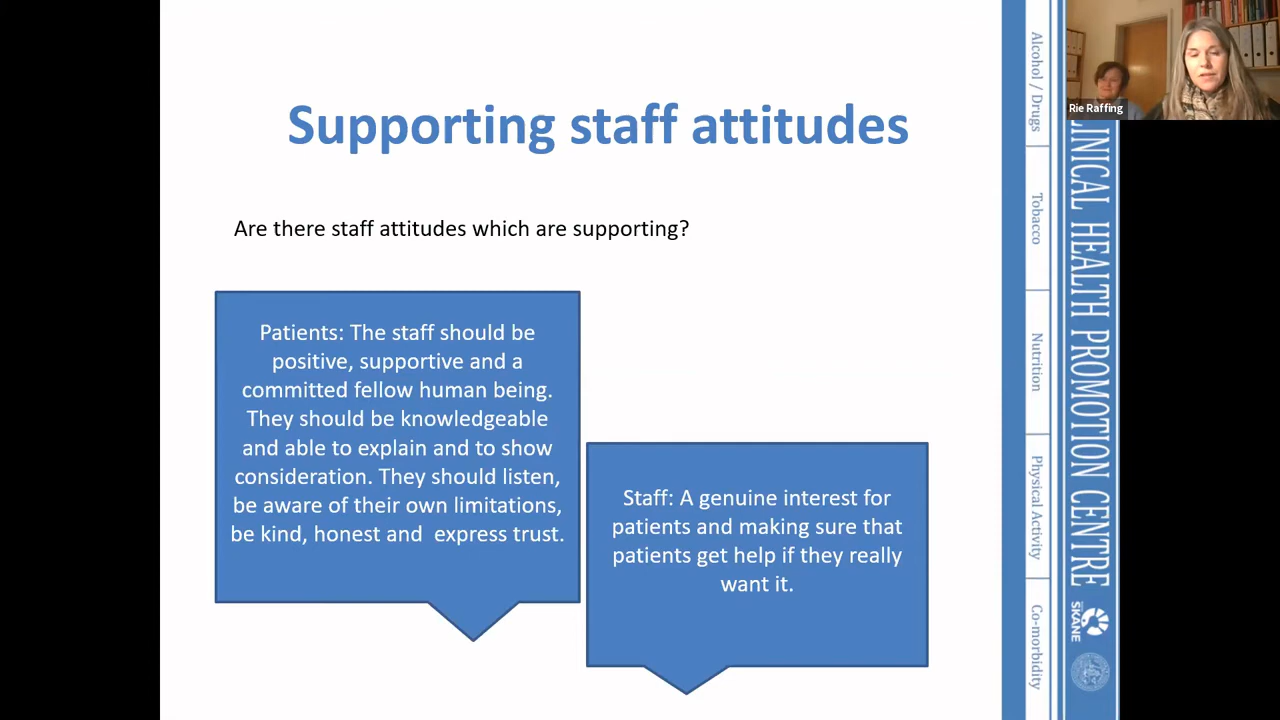 Supporting staff attitudes
Are there staff attitudes which are supporting?
Patients: The staff should be
positive, supportive and a
committed fellow human being.
They should be knowledgeable
and able to explain and to show
consideration. They should listen,
be aware of their own limitations,
be kind, honest and  express trust.
Staff: A genuine interest for
patients and making sure that
patients get help if they really
want it.
Alcohol / Drugs
Tobacco
Nutrition
Physical Activity
Co-morbidity
LINICAL HEALTH PROMOTION CENTRE
SKÅNE
Rie Raffing